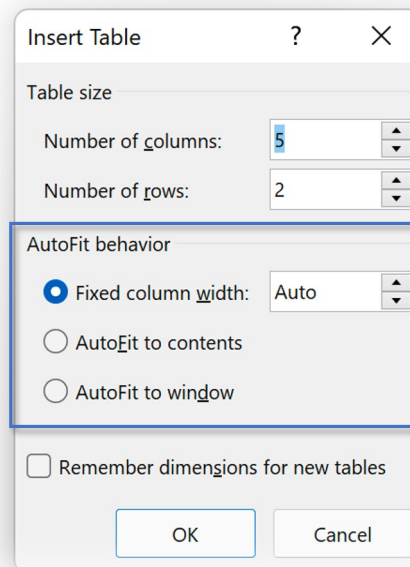 Insert Table ?
Table size
Number of columns: 5
Number of rows: 2
AutoFit behavior
Fixed column width: Auto
AutoFit to contents
AutoFit to window
Remember dimensions for new tables
OK Cancel